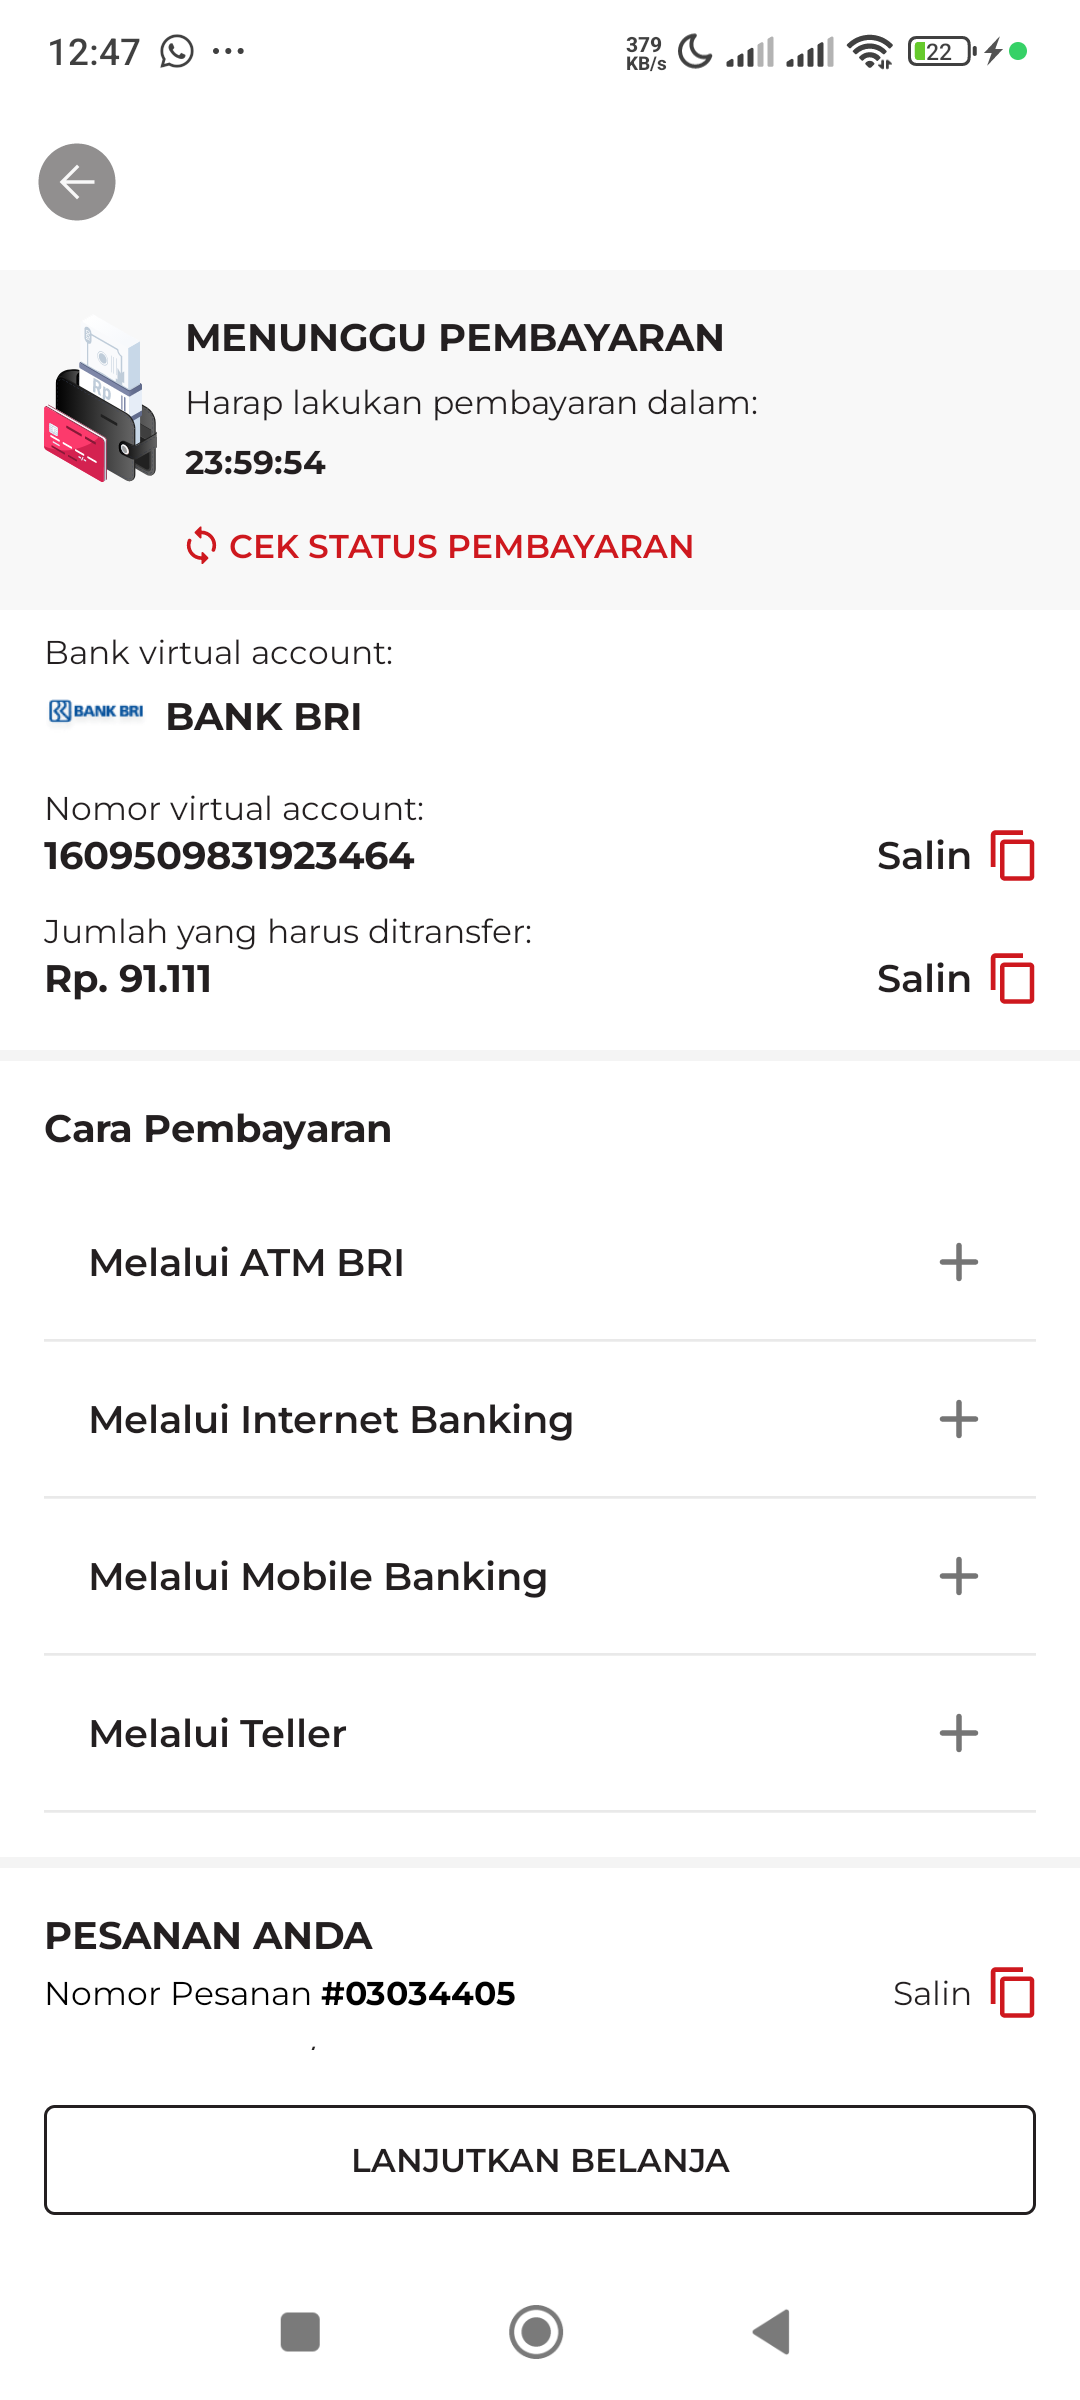 12:47
379
KB/s
22
MENUNGGU PEMBAYARAN
Harap lakukan pembayaran dalam:
23:59:54
CEK STATUS PEMBAYARAN
Bank virtual account:
BANK BRI BANK BRI
Nomor virtual account:
1609509831923464 Salin
Jumlah yang harus ditransfer:
Rp. 91.111 Salin
Cara Pembayaran
Melalui ATM BRI
Melalui Internet Banking
Melalui Mobile Banking
Melalui Teller
PESANAN ANDA
Nomor Pesanan #03034405 Salin
LANJUTKAN BELANJA